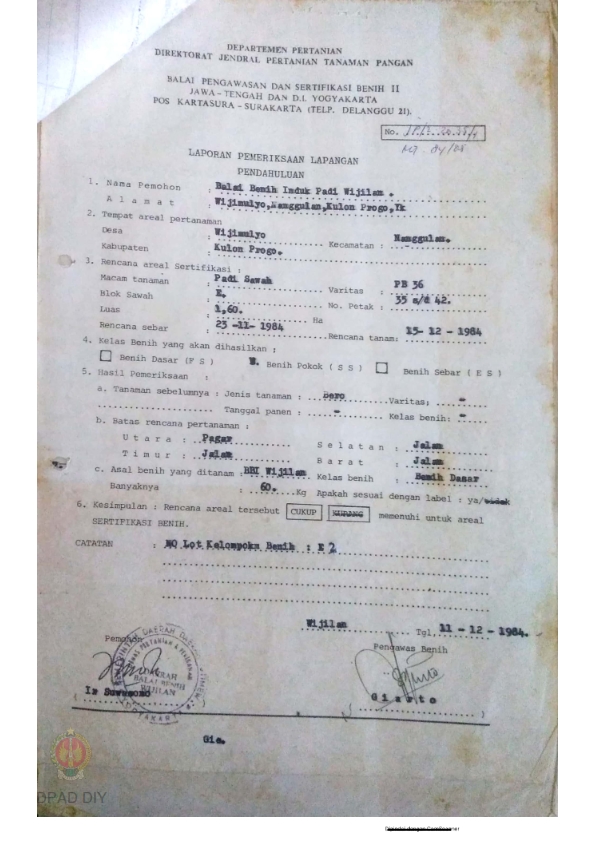 DEPARTEMEN PERTANIAN
DIREKTORAT JENDRAL PERTANIAN TANAMAN PANGAN
BALAI PENGAWASAN DAN SERTIFIKASI BENIH II
JAWA-TENGAH DAN D.I. YOGYAKARTA
POS KARTASURA - SURAKARTA (TELP. DELANGGU 21).
No.
LAPORAN PEMERIKSAAN LAPANGAN
PENDAHULUAN
1. Nama Pemohon : Balai Benih Induk Padi Wijilan .
A l a m a t : Wijimulyo,Nanggulan,Kulon Progo,Yk
2. Tempat areal pertanaman
Desa : Wijimulyo Kecamatan : Nanggulan.
Kabupaten : Kulon Progo.
3. Rencana areal Sertifikasi :
Macam tanaman : Padi Sawah Varitas : PB 36
Blok Sawah : E. No. Petak : 35 s/d 42.
Luas : 1,60. Ha
Rencana sebar : 23 -11- 1984 Rencana tanam: 15- 12 - 1984
4. Kelas Benih yang akan dihasilkan :
Benih Dasar (F S) Benih Pokok ( S S ) Benih Sebar ( E S )
5. Hasil Pemeriksaan :
a. Tanaman sebelumnya : Jenis tanaman : Bero Varitas; -
Tanggal panen : - Kelas benih: -
b. Batas rencana pertanaman :
U t a r a : Pagar S e l a t a n : Jalan
T i m u r : Jalan B a r a t : Jalan
c. Asal benih yang ditanam : BBI Wijilan Kelas benih : Benih Dasar
Banyaknya : 60. Kg Apakah sesuai dengan label : ya/tidak
6. Kesimpulan : Rencana areal tersebut CUKUP KURANG memenuhi untuk areal
SERTIFIKASI BENIH.
CATATAN : NO Lot Kelompok Benih : E 2
Wijilan Tgl. 11 - 12 - 1984.
Pemohon Pengawas Benih
BALAI BENIH
WIJILAN
YOGYAKARTA
( Ir Suwusono G i a r t o )
Gie.
DPAD DIY